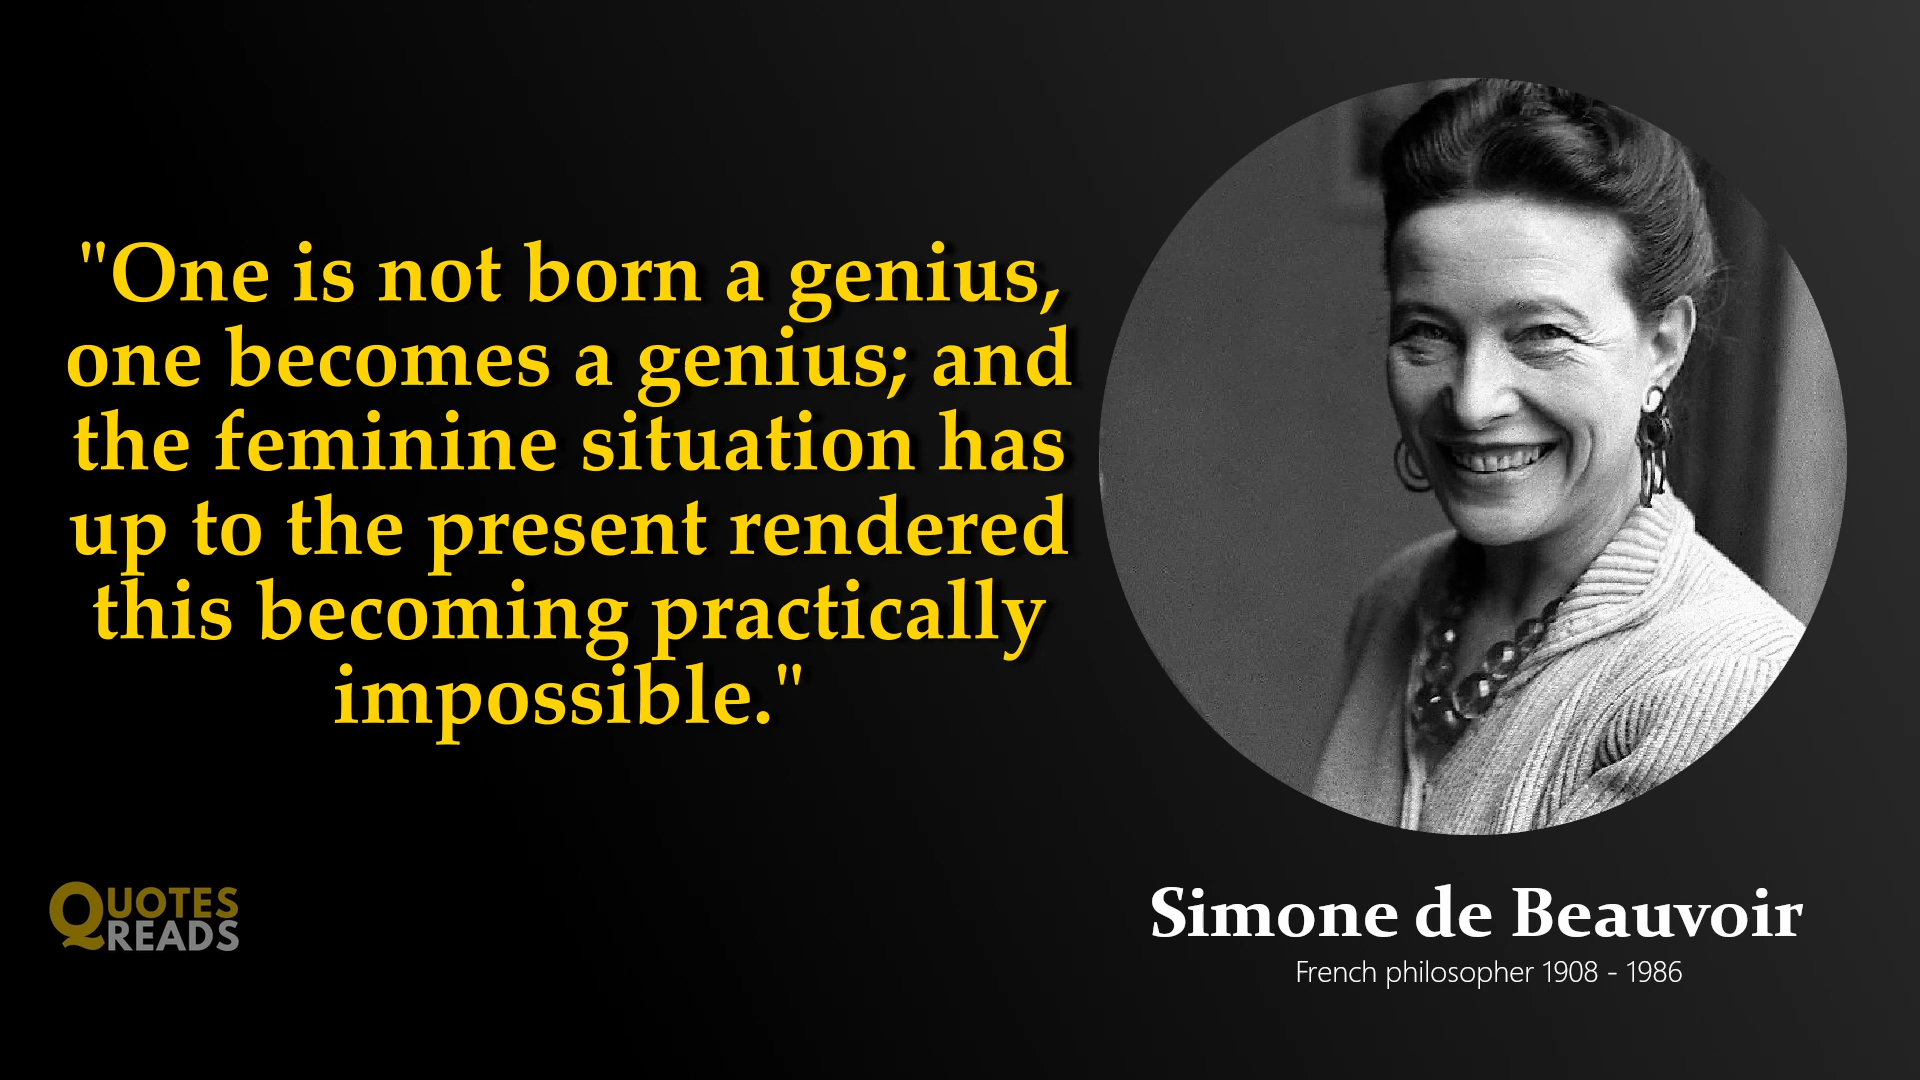 "One is not born a genius,
one becomes a genius; and
the feminine situation has
up to the present rendered
this becoming practically
impossible."
QUOTES
READS
Simone de Beauvoir
French philosopher 1908 - 1986